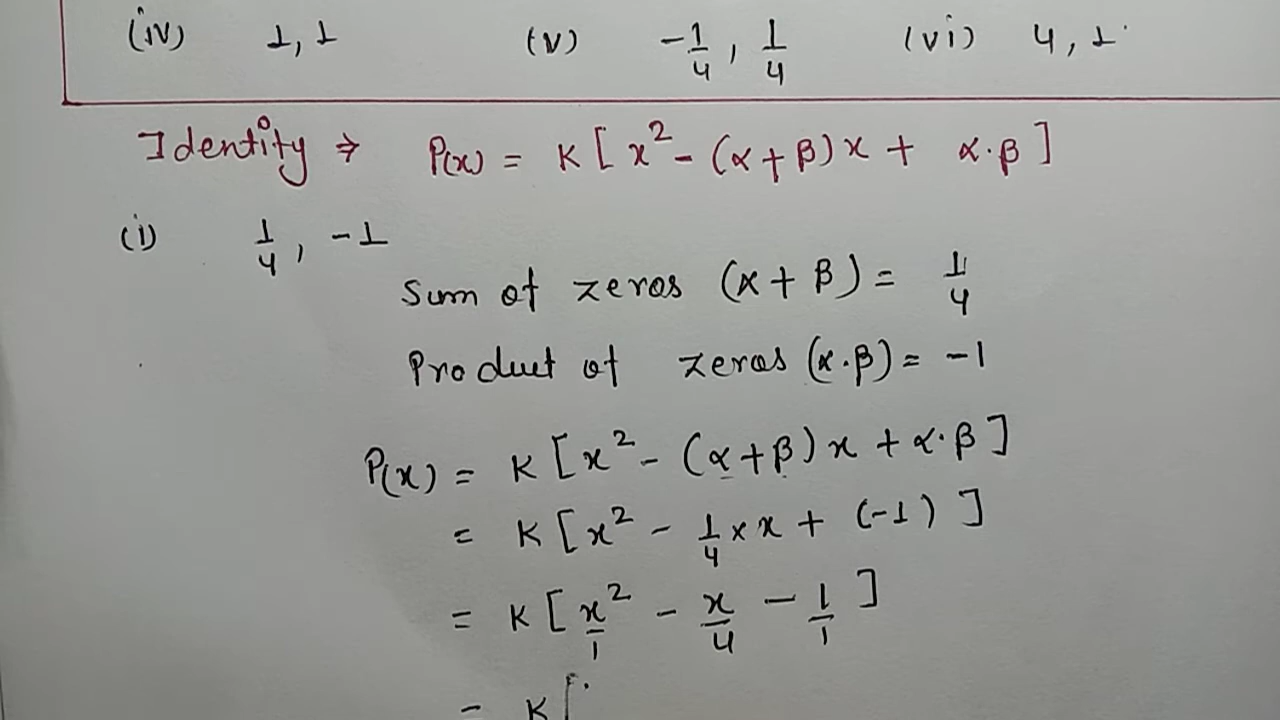 (iv) 1, 1 (v) -1/4, 1/4 (vi) 4, 1.
Identity ⇒ P(x) = K [ x² - (α + β) x + α·β ]
(i) 1/4, -1
Sum of zeros (α + β) = 1/4
Product of zeros (α·β) = -1
P(x) = K [ x² - (α+β) x + α·β ]
= K [ x² - 1/4 × x + (-1) ]
= K [ x²/1 - x/4 - 1/1 ]
= K [